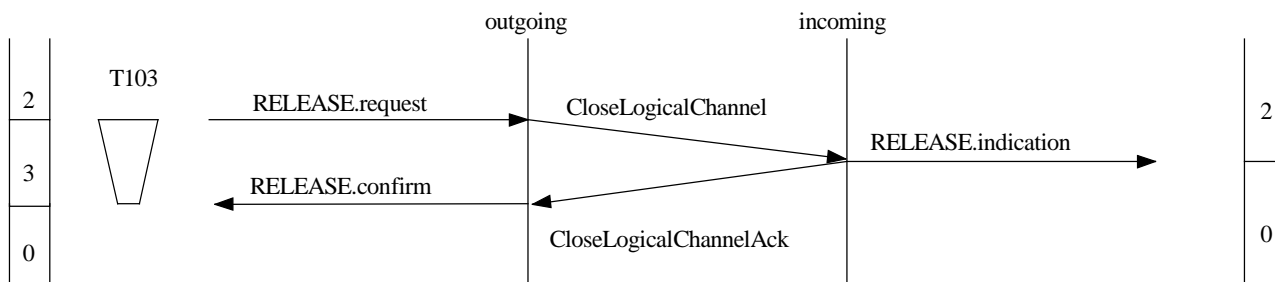 outgoing
incoming
T103
2
RELEASE.request
CloseLogicalChannel
2
RELEASE.indication
3
RELEASE.confirm
CloseLogicalChannelAck
0
0